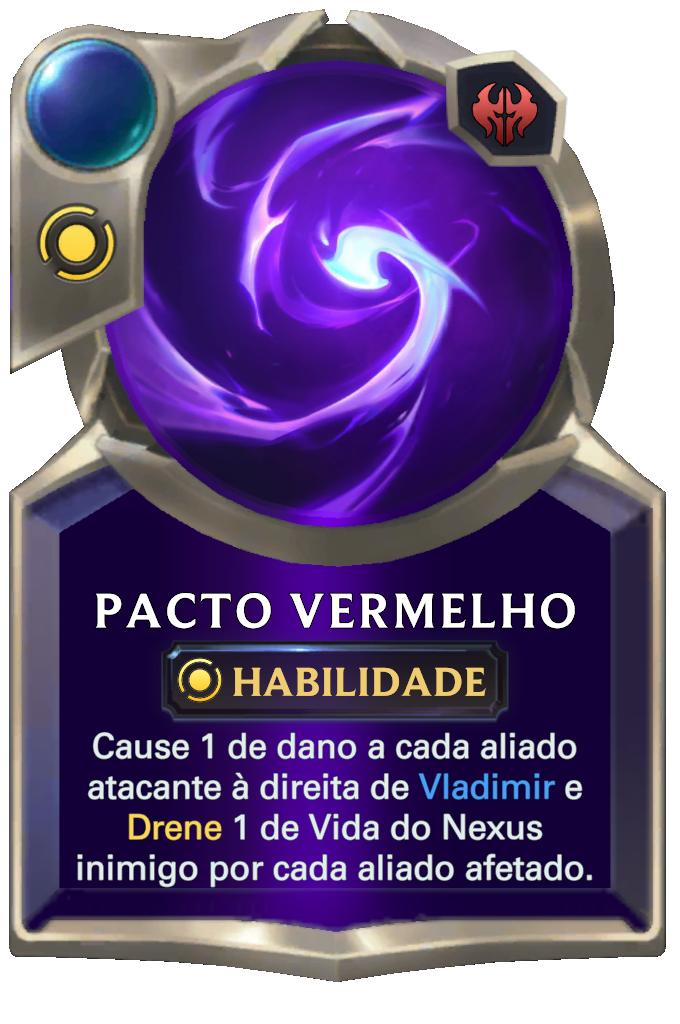 PACTO VERMELHO
HABILIDADE
Cause 1 de dano a cada aliado
atacante à direita de Vladimir e
Drene 1 de Vida do Nexus
inimigo por cada aliado afetado.